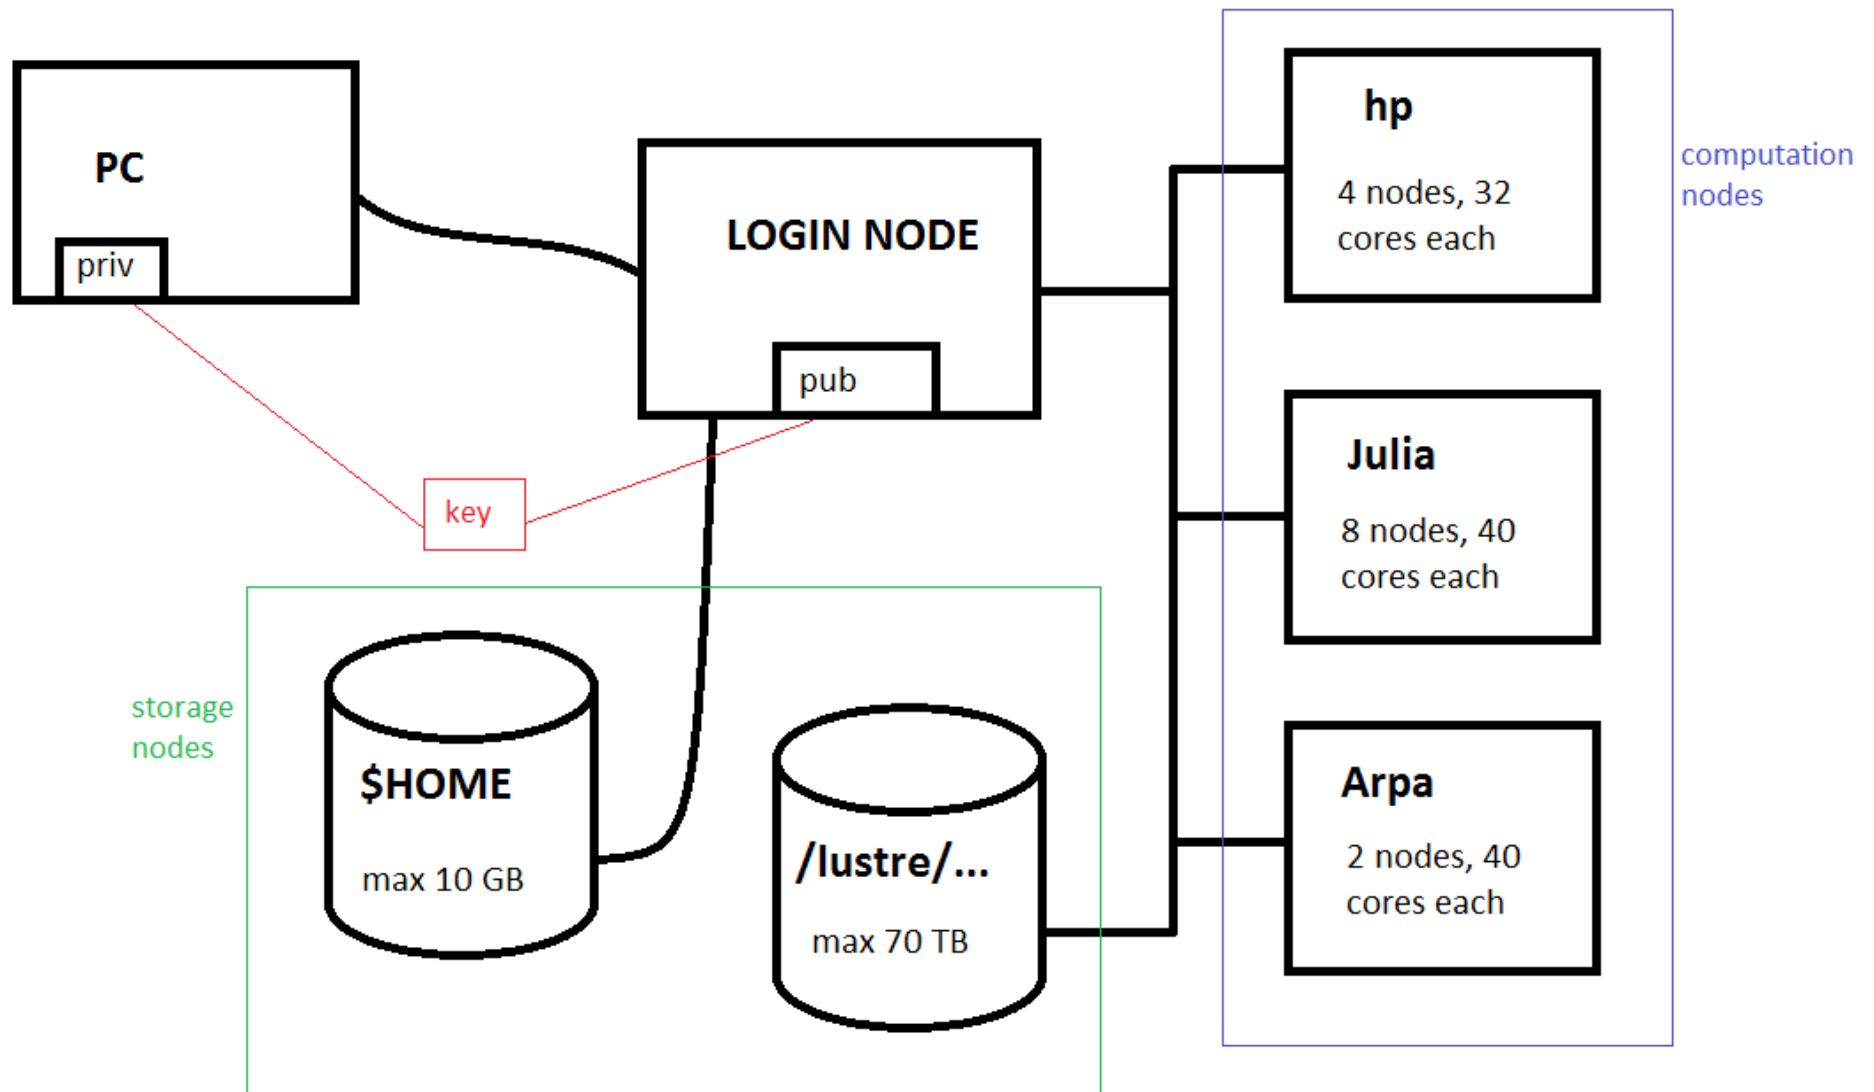 PC
priv
LOGIN NODE
pub
key
hp
4 nodes, 32
cores each
computation
nodes
Julia
8 nodes, 40
cores each
Arpa
2 nodes, 40
cores each
storage
nodes
$HOME
max 10 GB
/lustre/...
max 70 TB